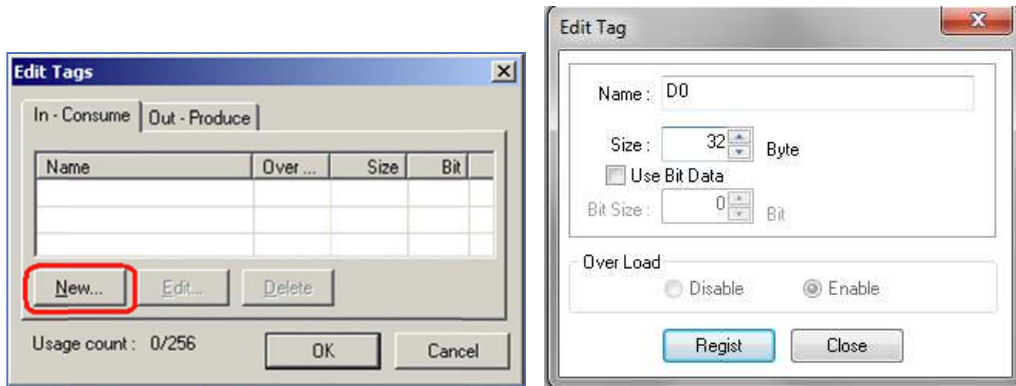 Edit Tags
In - Consume Out - Produce
Name Over ... Size Bit
New... Edit... Delete
Usage count : 0/256 OK Cancel
Edit Tag
Name : D0
Size : 32 Byte
Use Bit Data
Bit Size : 0 Bit
Over Load
Disable Enable
Regist Close